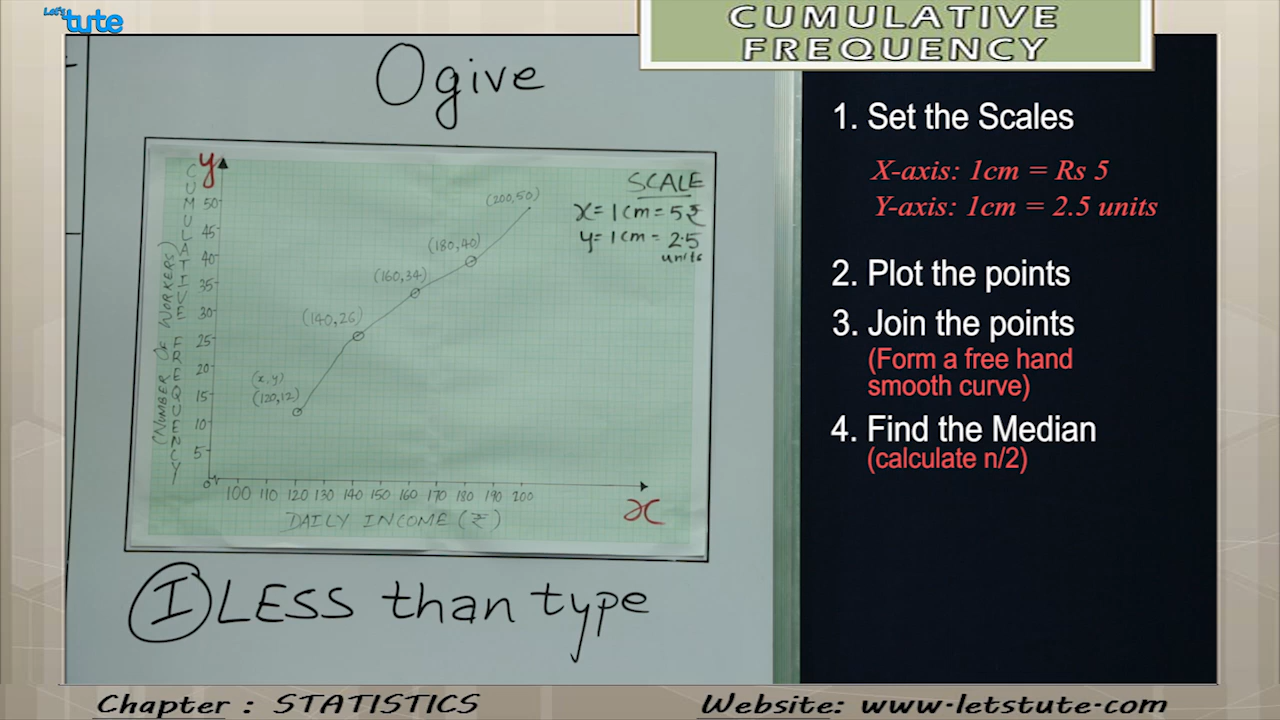 Let's
tute
CUMULATIVE
FREQUENCY
Ogive
y
CUMULATIVE FREQUENCY
(NUMBER OF WORKERS)
50
45
40
35
30
25
20
15
10
5
0
SCALE
x = 1 cm = 5 ₹
y = 1 cm = 2.5
units
(200,50)
(180,40)
(160,34)
(140,26)
(x,y)
(120,12)
100 110 120 130 140 150 160 170 180 190 200
x
DAILY INCOME (₹)
I LESS than type
1. Set the Scales
X-axis: 1cm = Rs 5
Y-axis: 1cm = 2.5 units
2. Plot the points
3. Join the points
(Form a free hand
smooth curve)
4. Find the Median
(calculate n/2)
Chapter : STATISTICS
Website: www-letstute-com